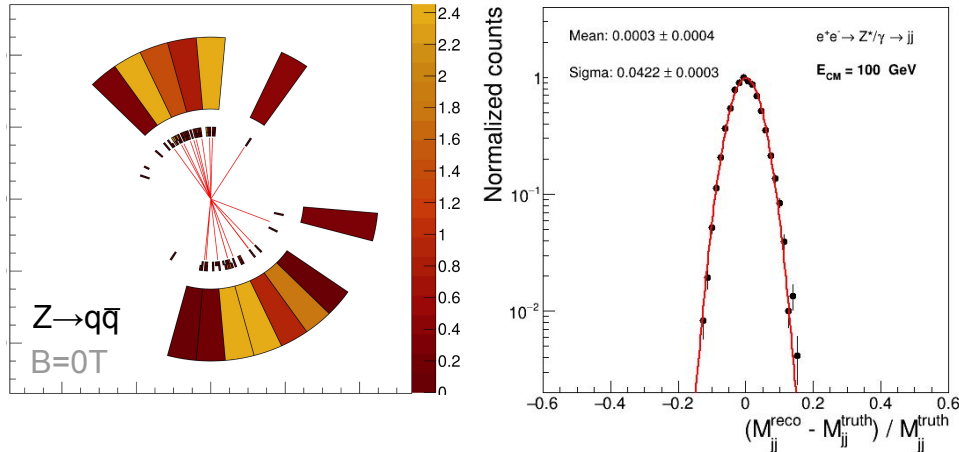 2.4
2.2
2
1.8
1.6
1.4
1.2
1
0.8
0.6
0.4
0.2
0
Z→qq̄
B=0T
Normalized counts
Mean: 0.0003 ± 0.0004
Sigma: 0.0422 ± 0.0003
e⁺e⁻→ Z*/γ → jj
E_CM = 100 GeV
1
10⁻¹
10⁻²
−0.6 −0.4 −0.2 0 0.2 0.4 0.6
(M_jj^reco - M_jj^truth) / M_jj^truth